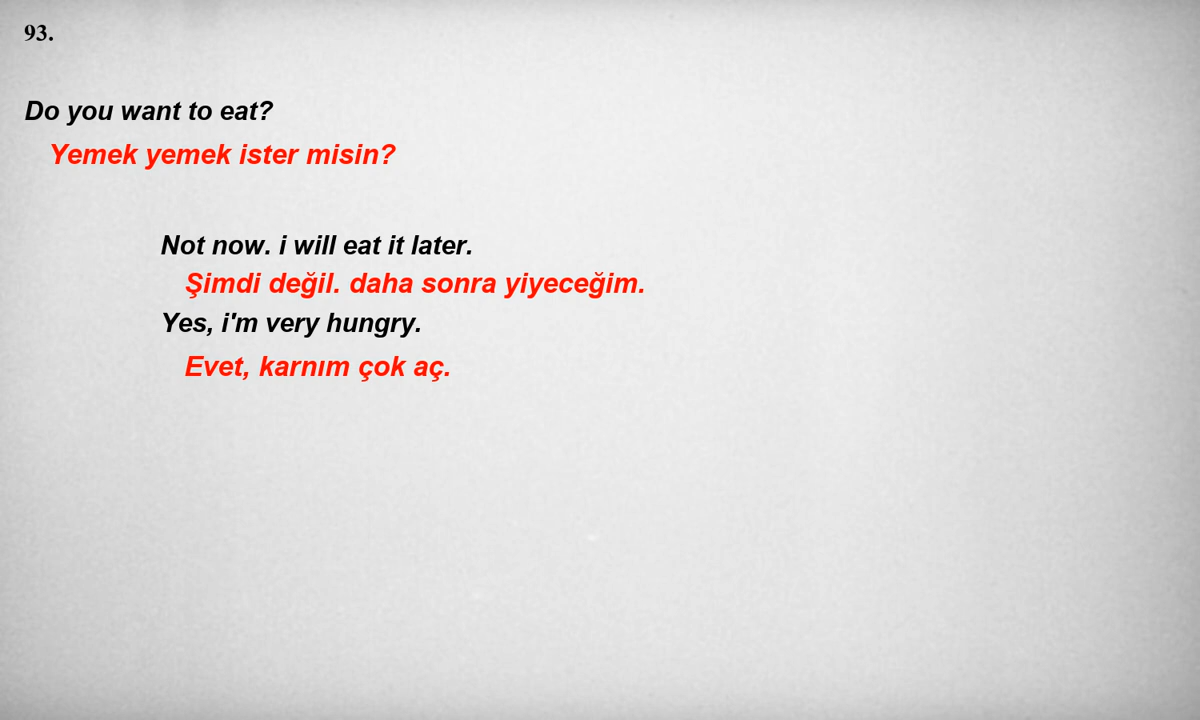 93.
Do you want to eat?
Yemek yemek ister misin?
Not now. i will eat it later.
Şimdi değil. daha sonra yiyeceğim.
Yes, i'm very hungry.
Evet, karnım çok aç.